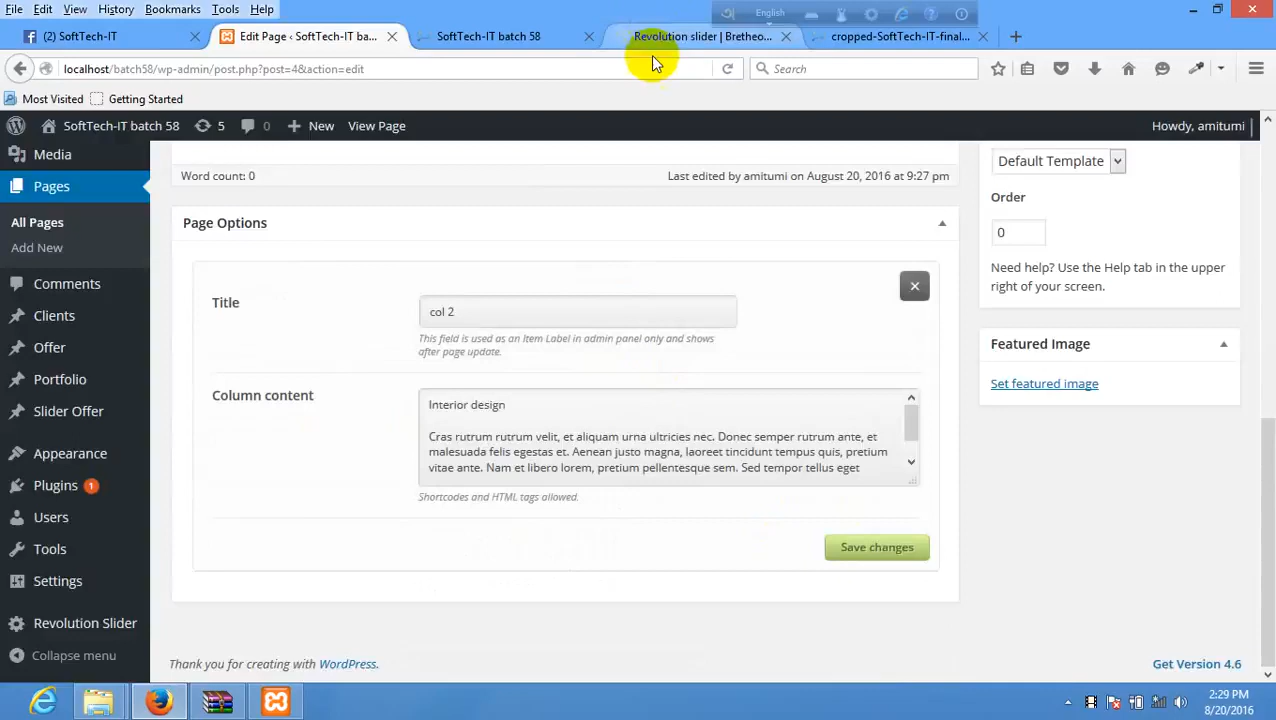 File Edit View History Bookmarks Tools Help
English
SoftTech-IT
Edit Page ‹ SoftTech-IT ba...
SoftTech-IT batch 58
Revolution slider | Bretheo...
cropped-SoftTech-IT-final...
localhost/batch58/wp-admin/post.php?post=4&action=edit
Search
Most Visited
Getting Started
SoftTech-IT batch 58
5
0
New
View Page
Howdy, amitumi
Media
Pages
All Pages
Add New
Comments
Clients
Offer
Portfolio
Slider Offer
Appearance
Plugins 1
Users
Tools
Settings
Revolution Slider
Collapse menu
Word count: 0
Last edited by amitumi on August 20, 2016 at 9:27 pm
Page Options
Title
col 2
This field is used as an Item Label in admin panel only and shows
after page update.
Column content
Interior design
Cras rutrum rutrum velit, et aliquam urna ultricies nec. Donec semper rutrum ante, et
malesuada felis egestas et. Aenean justo magna, laoreet tincidunt tempus quis, pretium
vitae ante. Nam et libero lorem, pretium pellentesque sem. Sed tempor tellus eget
Shortcodes and HTML tags allowed.
Save changes
Default Template
Order
0
Need help? Use the Help tab in the upper
right of your screen.
Featured Image
Set featured image
Thank you for creating with WordPress.
Get Version 4.6
2:29 PM
8/20/2016